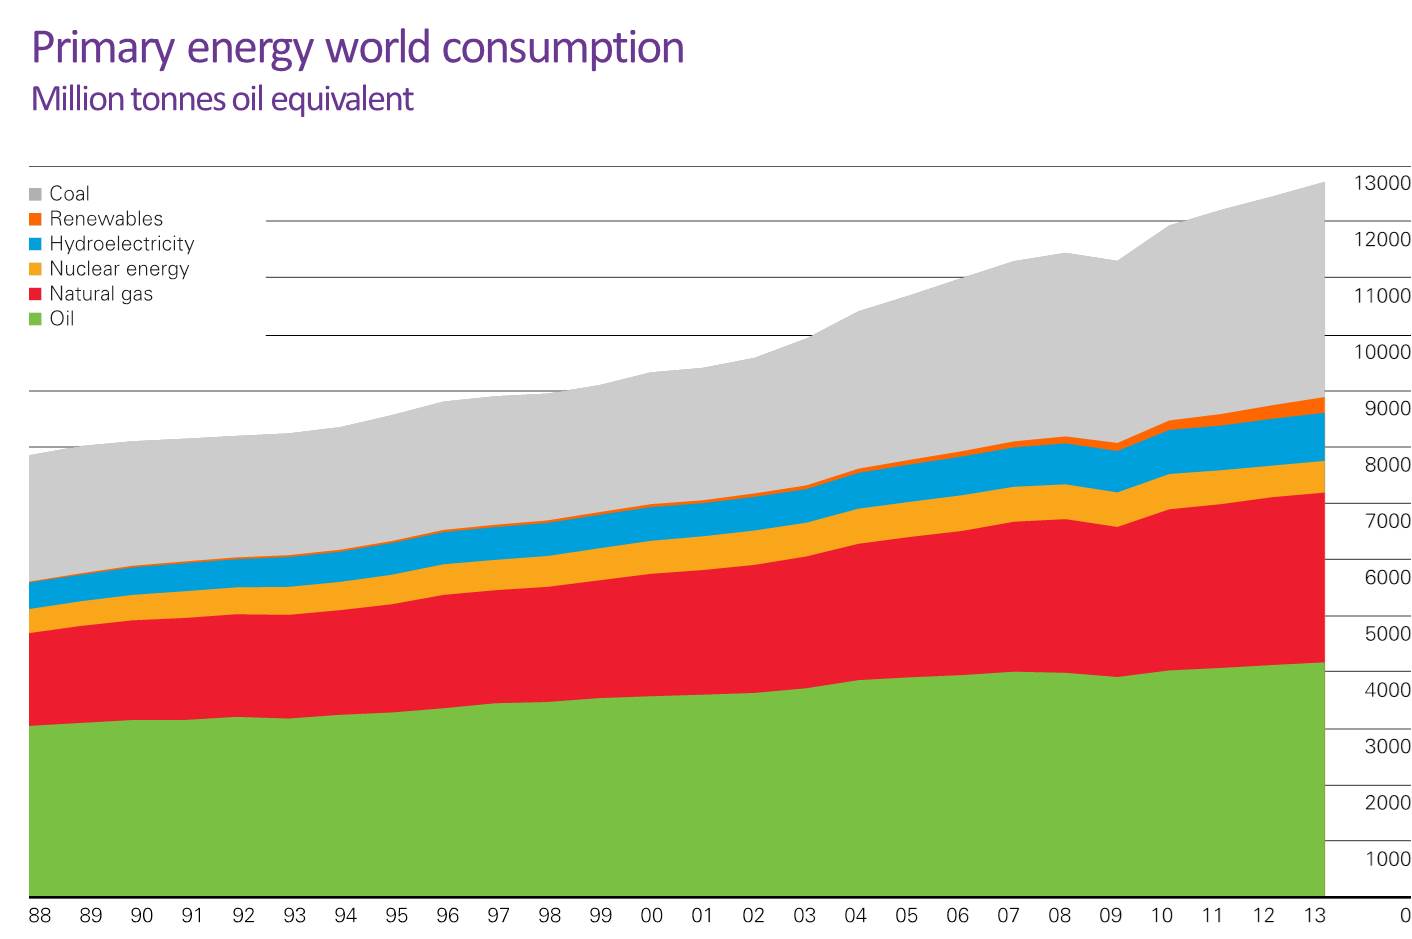 Primary energy world consumption
Million tonnes oil equivalent
Coal
Renewables
Hydroelectricity
Nuclear energy
Natural gas
Oil
13000
12000
11000
10000
9000
8000
7000
6000
5000
4000
3000
2000
1000
88 89 90 91 92 93 94 95 96 97 98 99 00 01 02 03 04 05 06 07 08 09 10 11 12 13 0